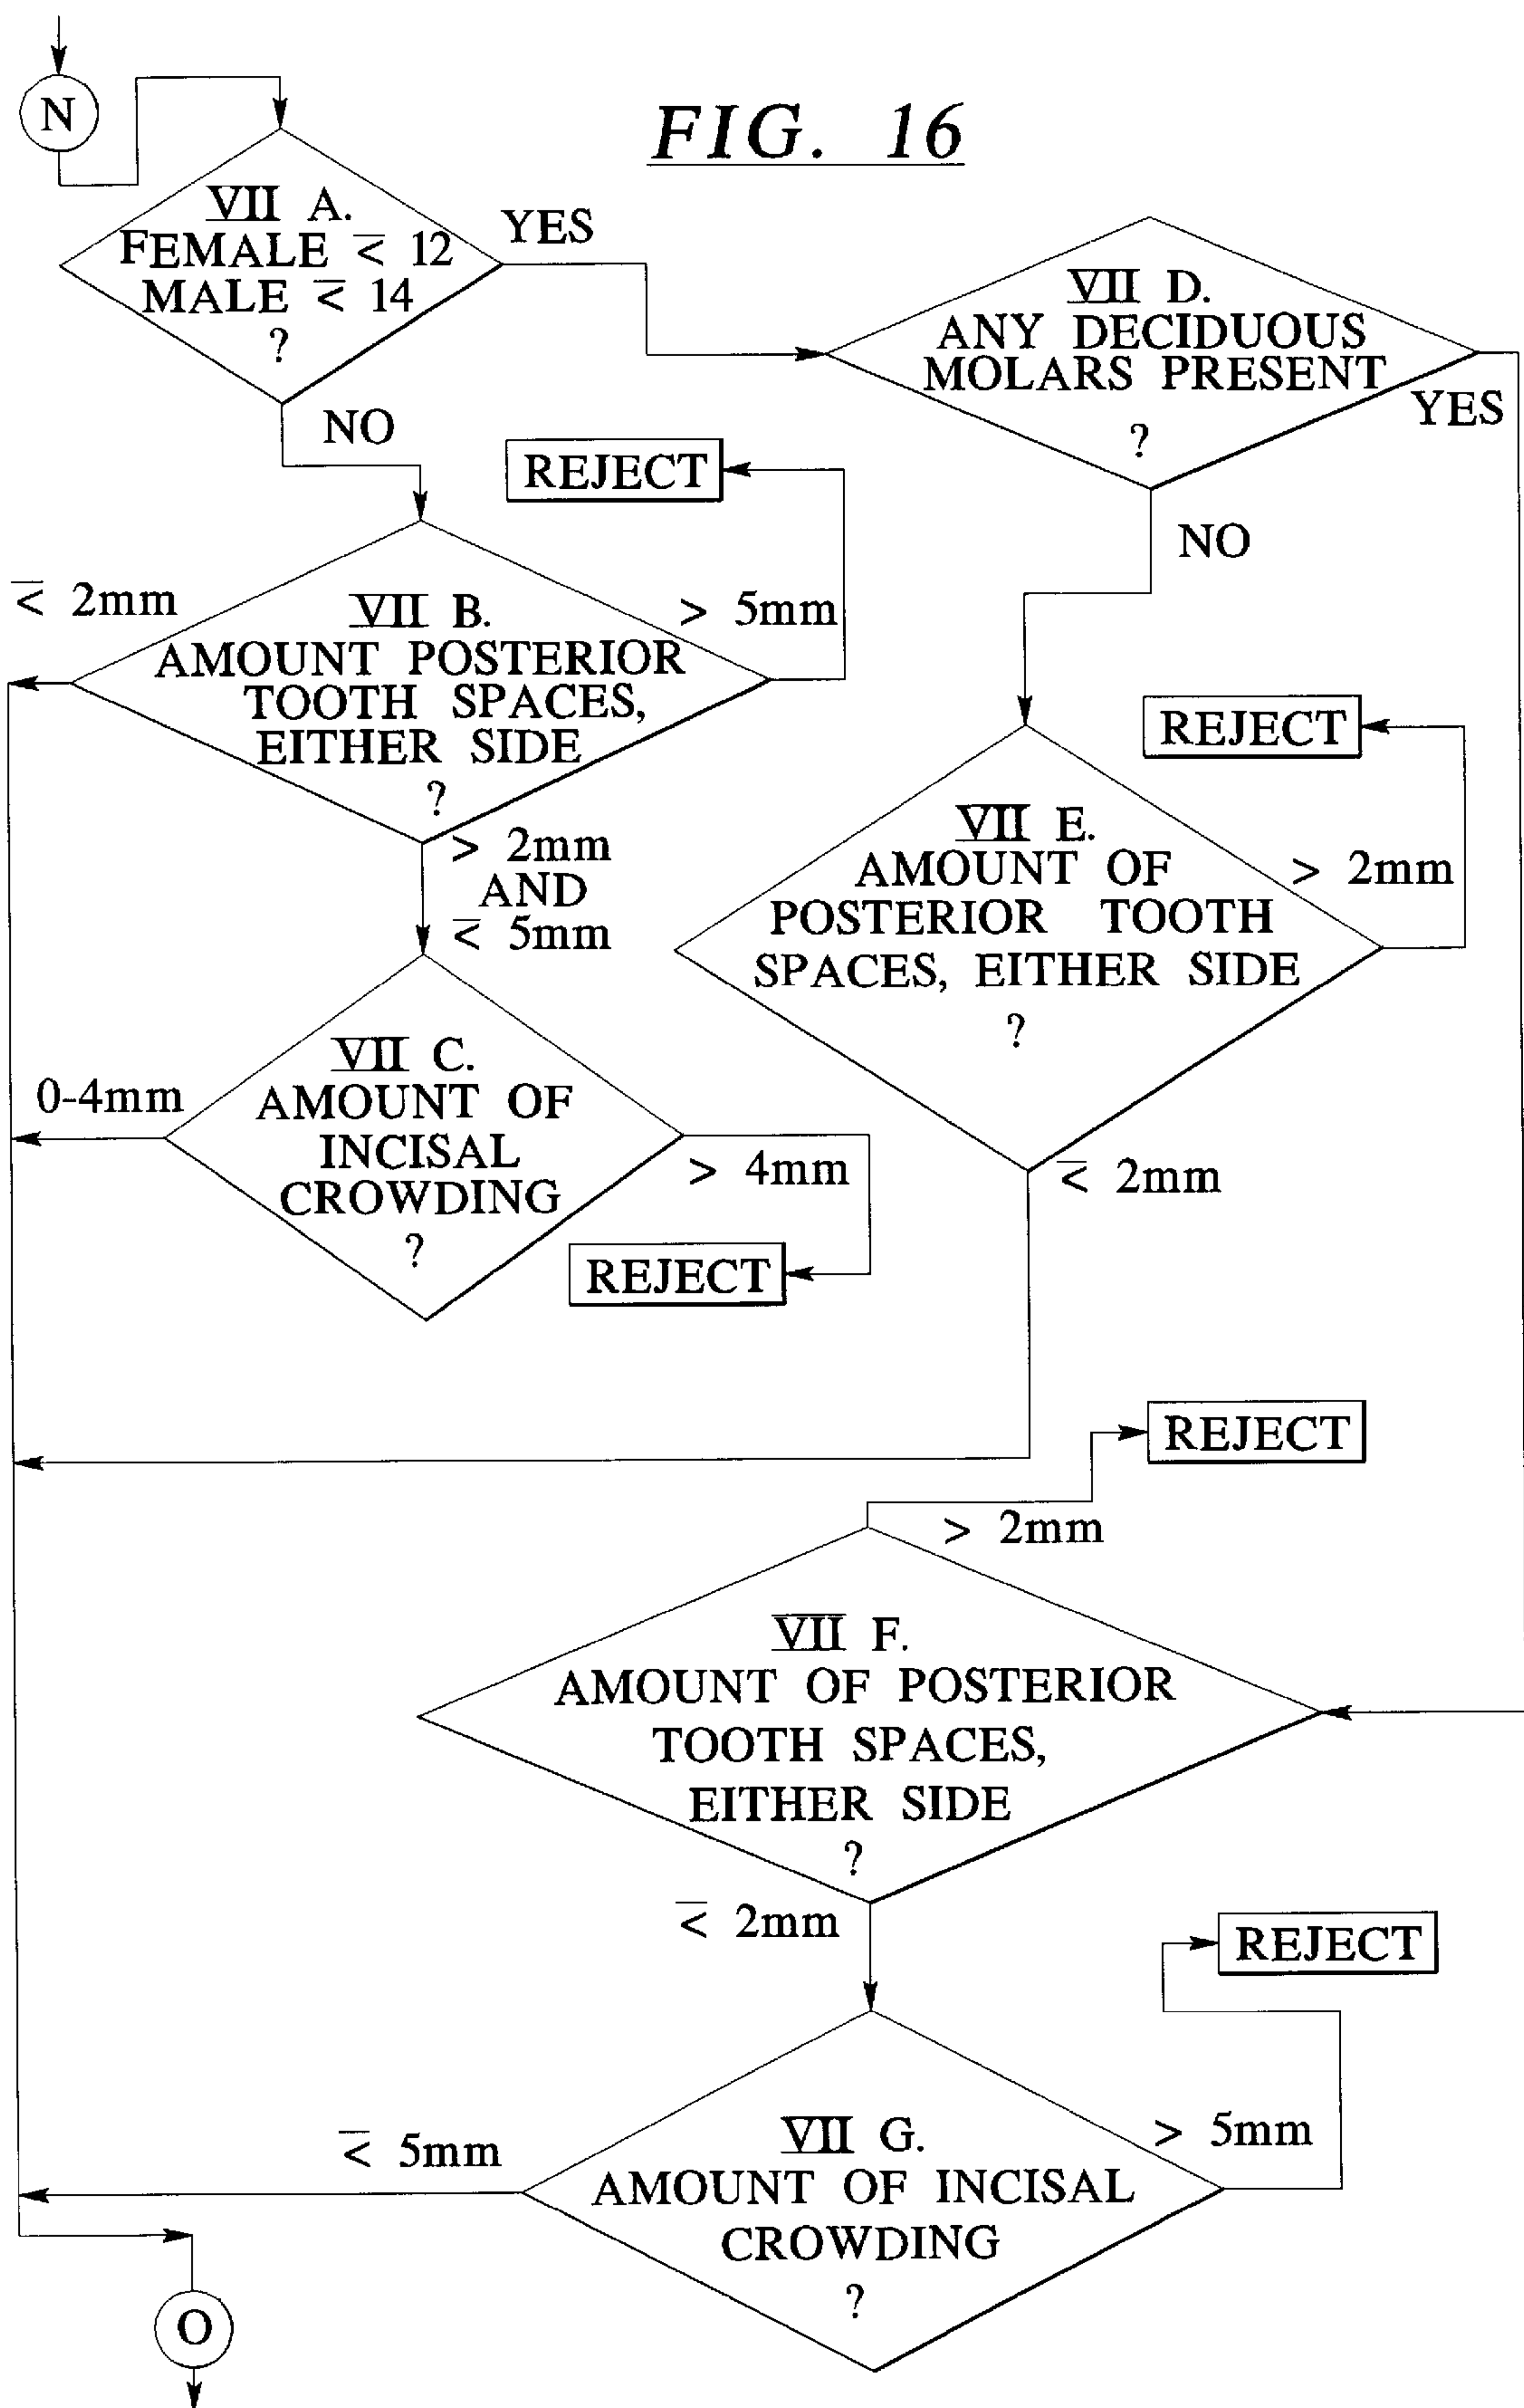 FIG. 16
N
VII A.
FEMALE ⋜ 12
MALE ⋜ 14
?
YES
NO
VII D.
ANY DECIDUOUS
MOLARS PRESENT
?
YES
NO
REJECT
⋜ 2mm
VII B.
AMOUNT POSTERIOR
TOOTH SPACES,
EITHER SIDE
?
> 5mm
> 2mm
AND
⋜ 5mm
REJECT
VII E.
AMOUNT OF
POSTERIOR TOOTH
SPACES, EITHER SIDE
?
> 2mm
⋜ 2mm
0-4mm
VII C.
AMOUNT OF
INCISAL
CROWDING
?
> 4mm
REJECT
REJECT
> 2mm
VII F.
AMOUNT OF POSTERIOR
TOOTH SPACES,
EITHER SIDE
?
⋜ 2mm
REJECT
⋜ 5mm
VII G.
AMOUNT OF INCISAL
CROWDING
?
> 5mm
O